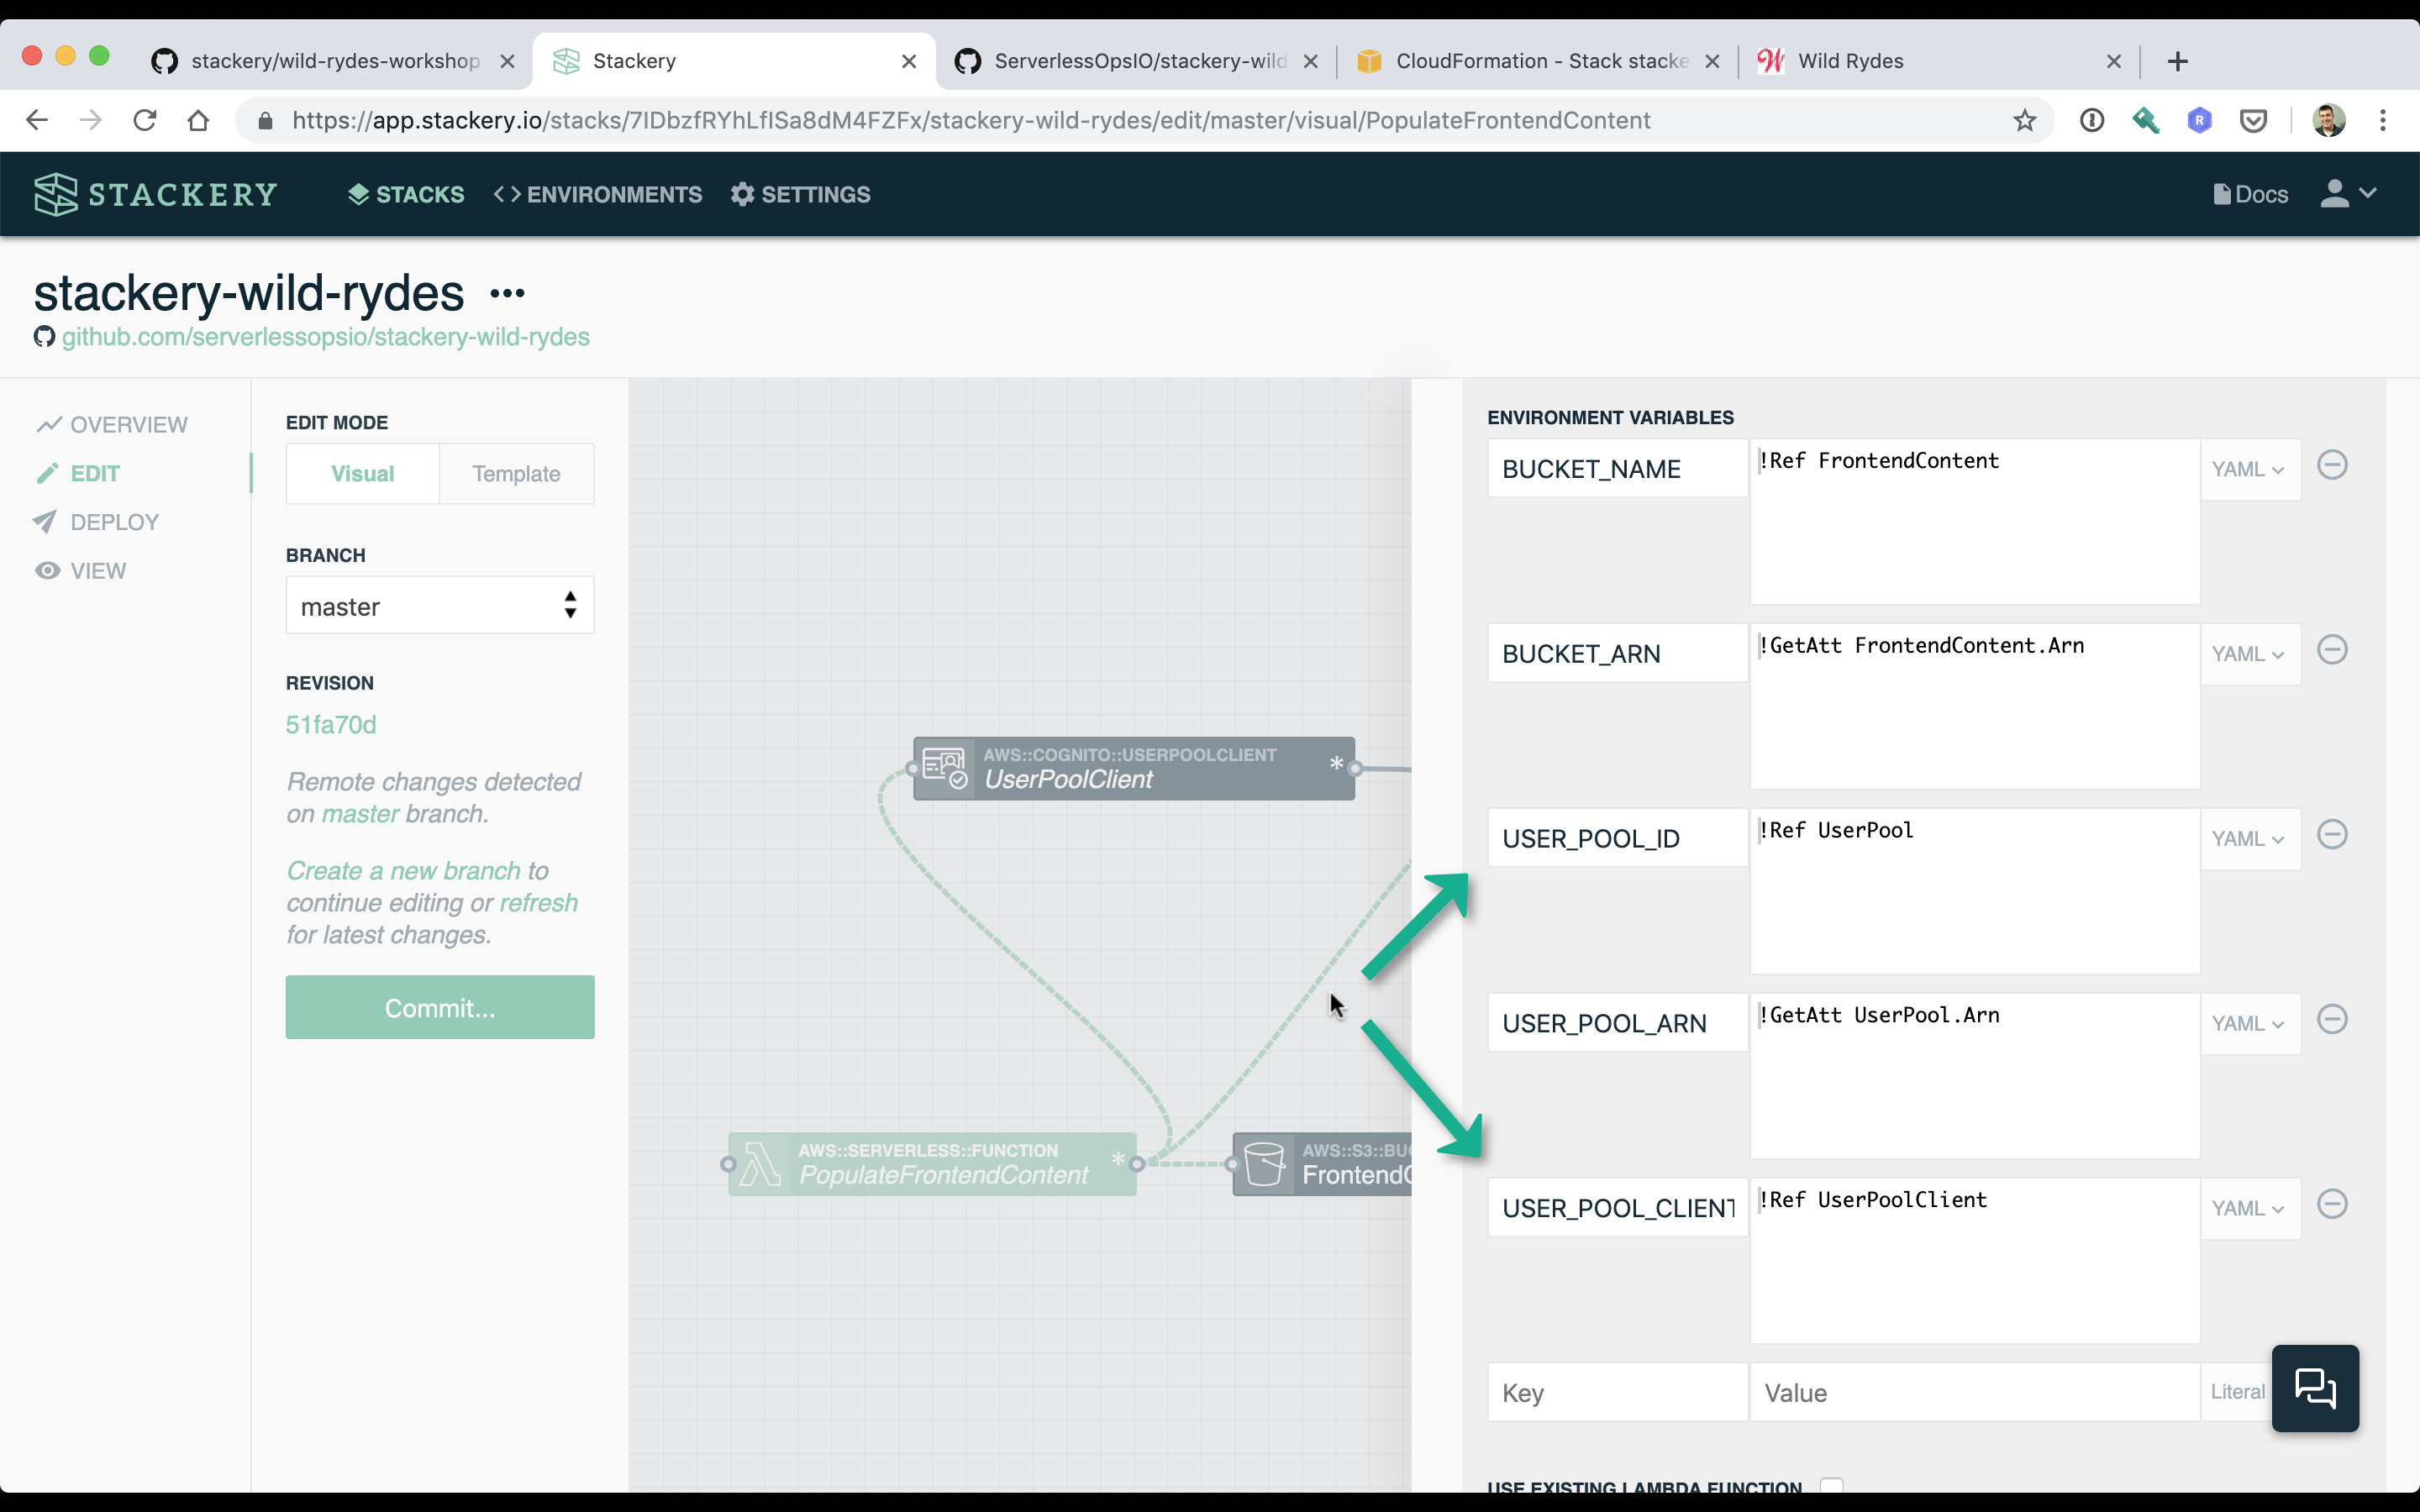 stackery/wild-rydes-workshop
Stackery
ServerlessOpsIO/stackery-wild
CloudFormation - Stack stacke
Wild Rydes
https://app.stackery.io/stacks/7IDbzfRYhLfISa8dM4FZFx/stackery-wild-rydes/edit/master/visual/PopulateFrontendContent
R
STACKERY
STACKS
ENVIRONMENTS
SETTINGS
Docs
stackery-wild-rydes ...
github.com/serverlessopsio/stackery-wild-rydes
OVERVIEW
EDIT
DEPLOY
VIEW
EDIT MODE
Visual
Template
BRANCH
master
REVISION
51fa70d
Remote changes detected
on master branch.
Create a new branch to
continue editing or refresh
for latest changes.
Commit...
AWS::COGNITO::USERPOOLCLIENT
UserPoolClient
*
AWS::SERVERLESS::FUNCTION
PopulateFrontendContent
*
AWS::S3::BUC
FrontendC
ENVIRONMENT VARIABLES
BUCKET_NAME
!Ref FrontendContent
YAML
BUCKET_ARN
!GetAtt FrontendContent.Arn
YAML
USER_POOL_ID
!Ref UserPool
YAML
USER_POOL_ARN
!GetAtt UserPool.Arn
YAML
USER_POOL_CLIENT
!Ref UserPoolClient
YAML
Key
Value
Literal
USE EXISTING LAMBDA FUNCTION